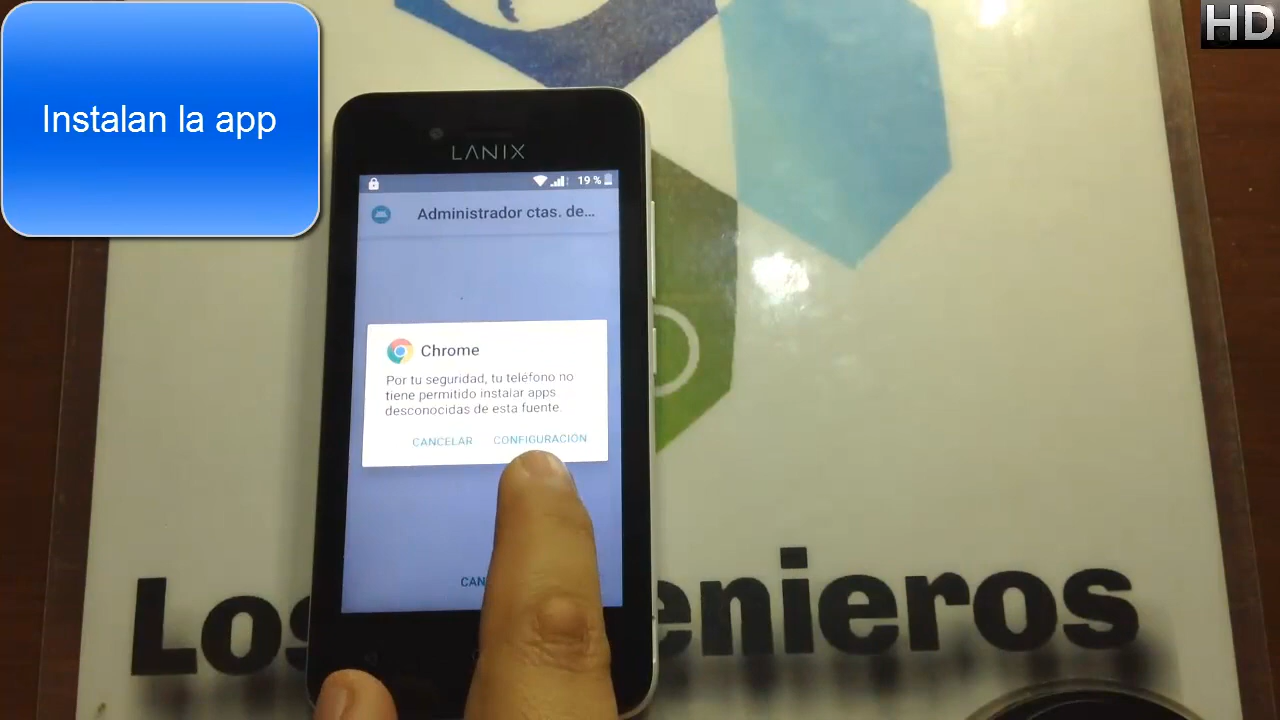 Instalan la app
HD
LANIX
19 %
Administrador ctas. de...
Chrome
Por tu seguridad, tu teléfono no
tiene permitido instalar apps
desconocidas de esta fuente.
CANCELAR CONFIGURACIÓN
CAN
Los enieros